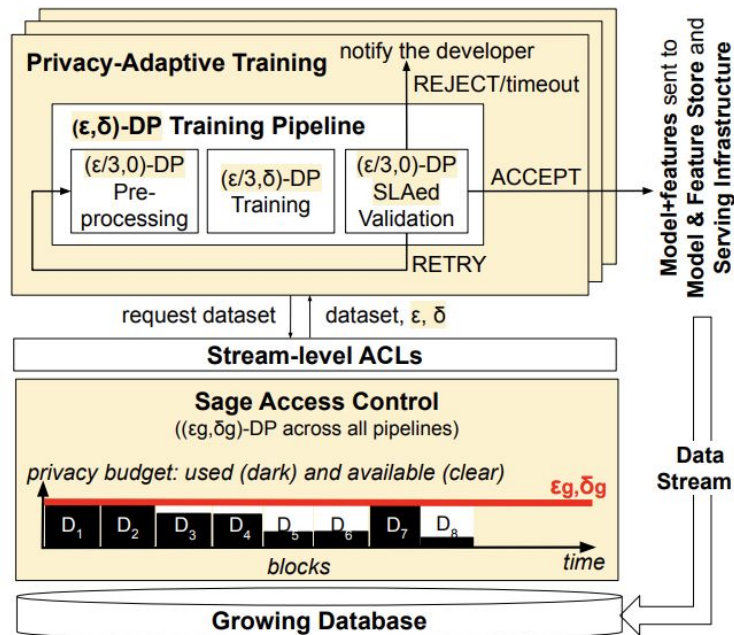 Privacy-Adaptive Training
notify the developer
REJECT/timeout
(ε,δ)-DP Training Pipeline
(ε/3,0)-DP
Pre-
processing
(ε/3,δ)-DP
Training
(ε/3,0)-DP
SLAed
Validation
ACCEPT
RETRY
Model+features sent to
Model & Feature Store and
Serving Infrastructure
request dataset
dataset, ε, δ
Stream-level ACLs
Sage Access Control
((εg,δg)-DP across all pipelines)
privacy budget: used (dark) and available (clear)
εg,δg
D1 D2 D3 D4 D5 D6 D7 D8
blocks
time
Data
Stream
Growing Database